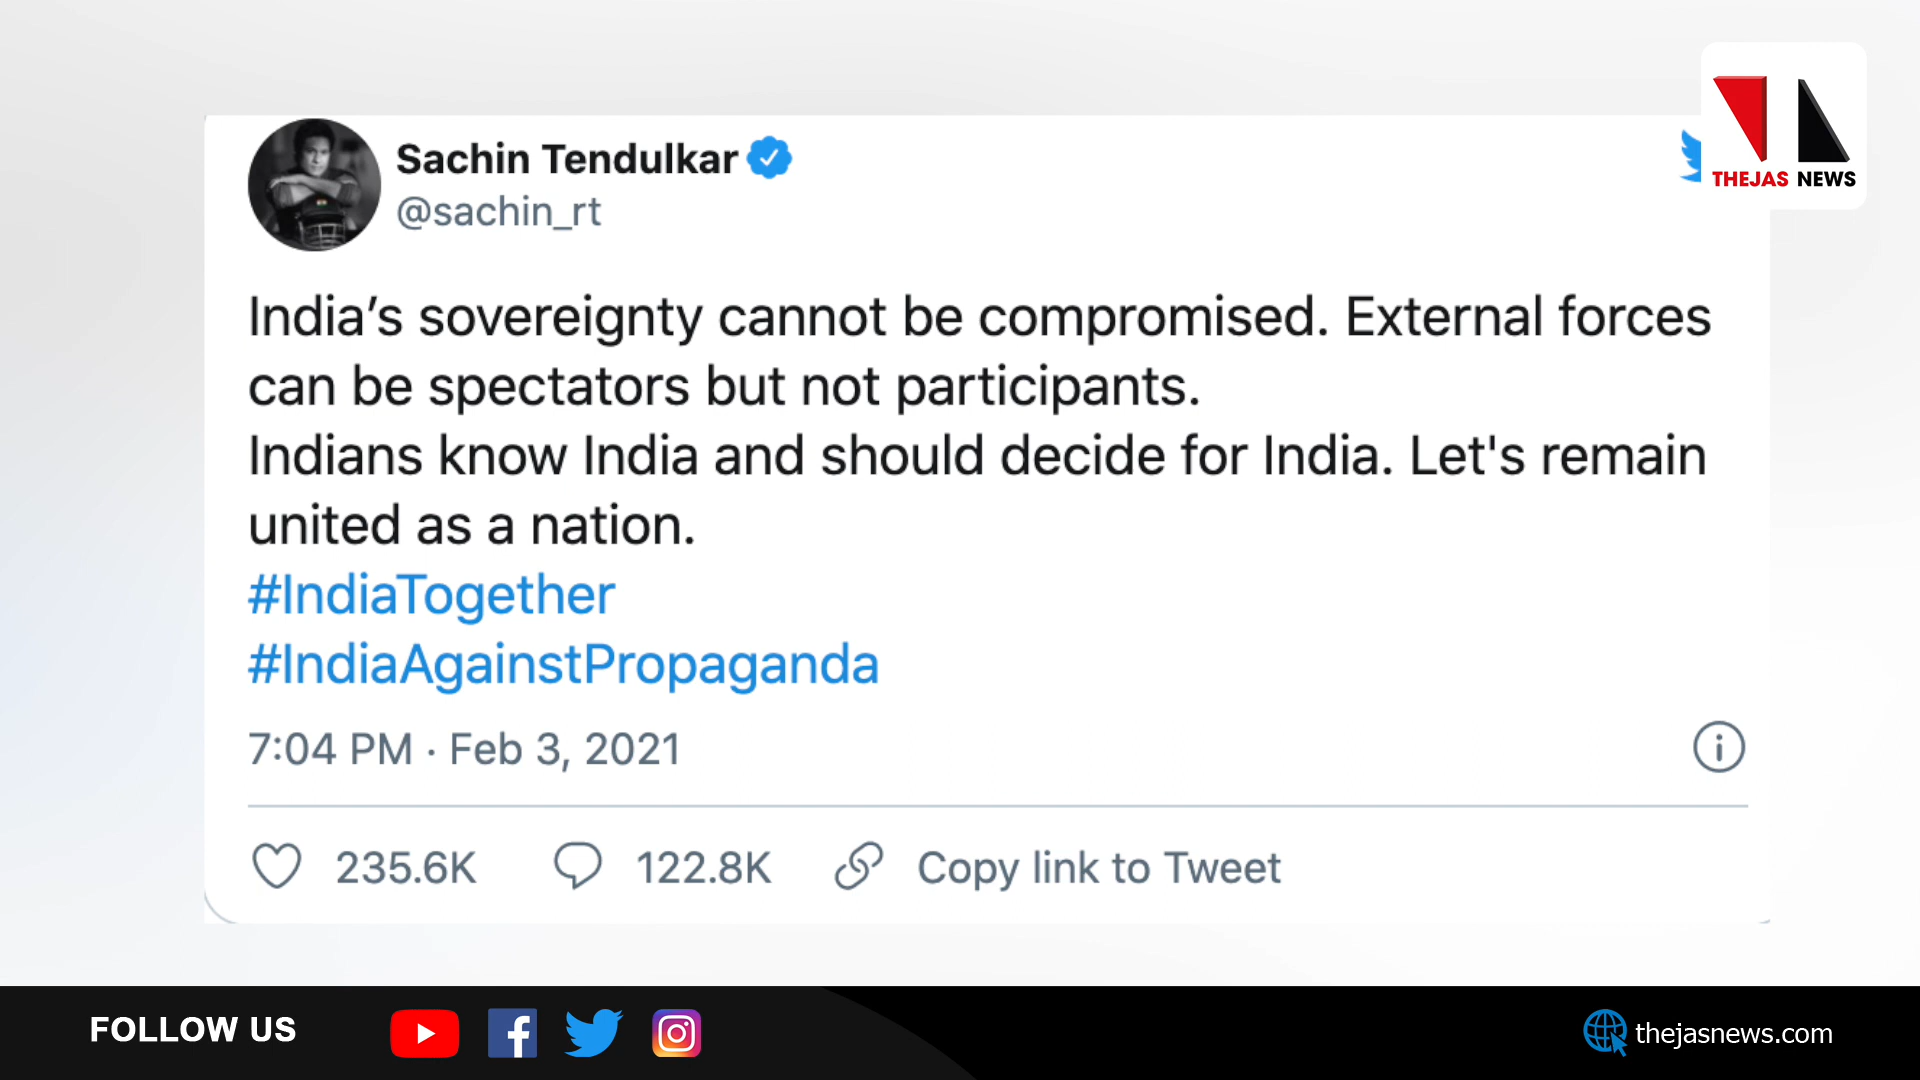 THEJAS NEWS
Sachin Tendulkar
@sachin_rt
India’s sovereignty cannot be compromised. External forces
can be spectators but not participants.
Indians know India and should decide for India. Let's remain
united as a nation.
#IndiaTogether
#IndiaAgainstPropaganda
7:04 PM · Feb 3, 2021
235.6K 122.8K Copy link to Tweet
FOLLOW US
thejasnews.com